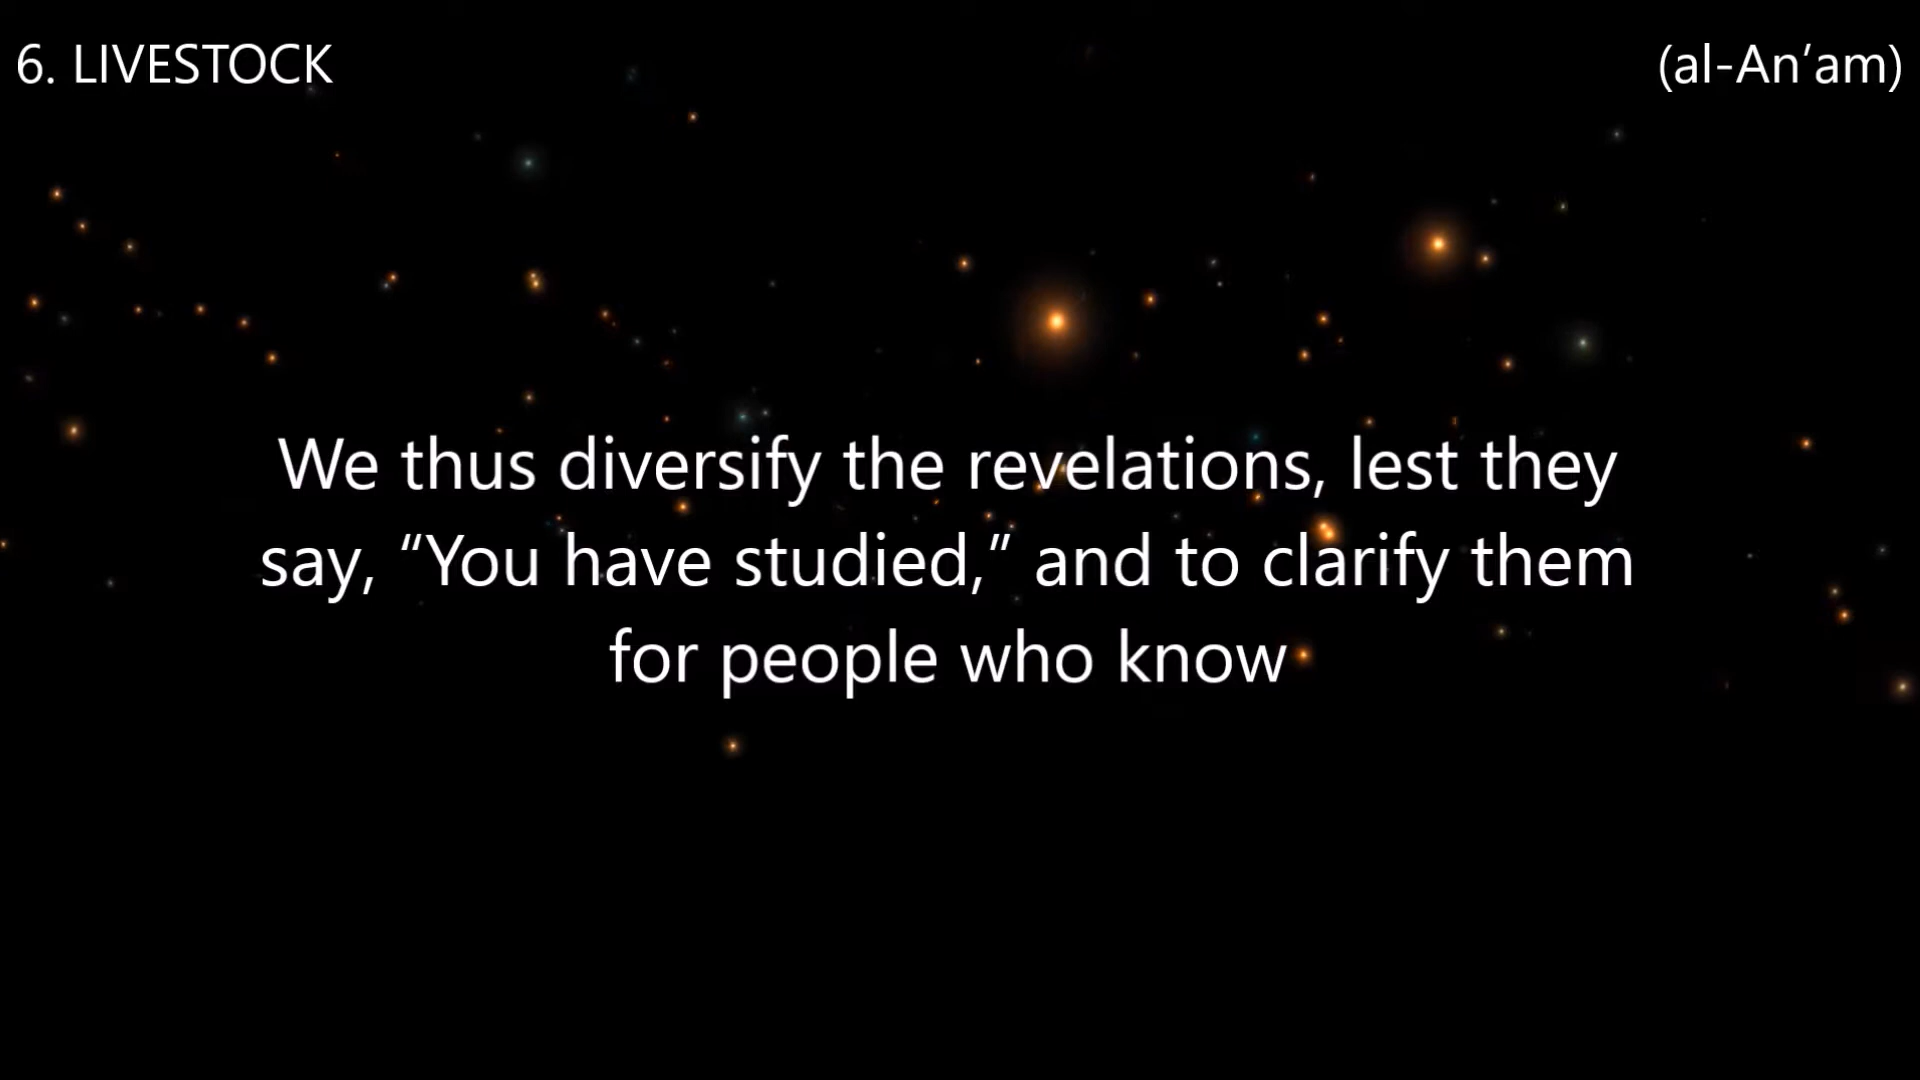 6. LIVESTOCK
(al-An’am)
We thus diversify the revelations, lest they
say, “You have studied,” and to clarify them
for people who know